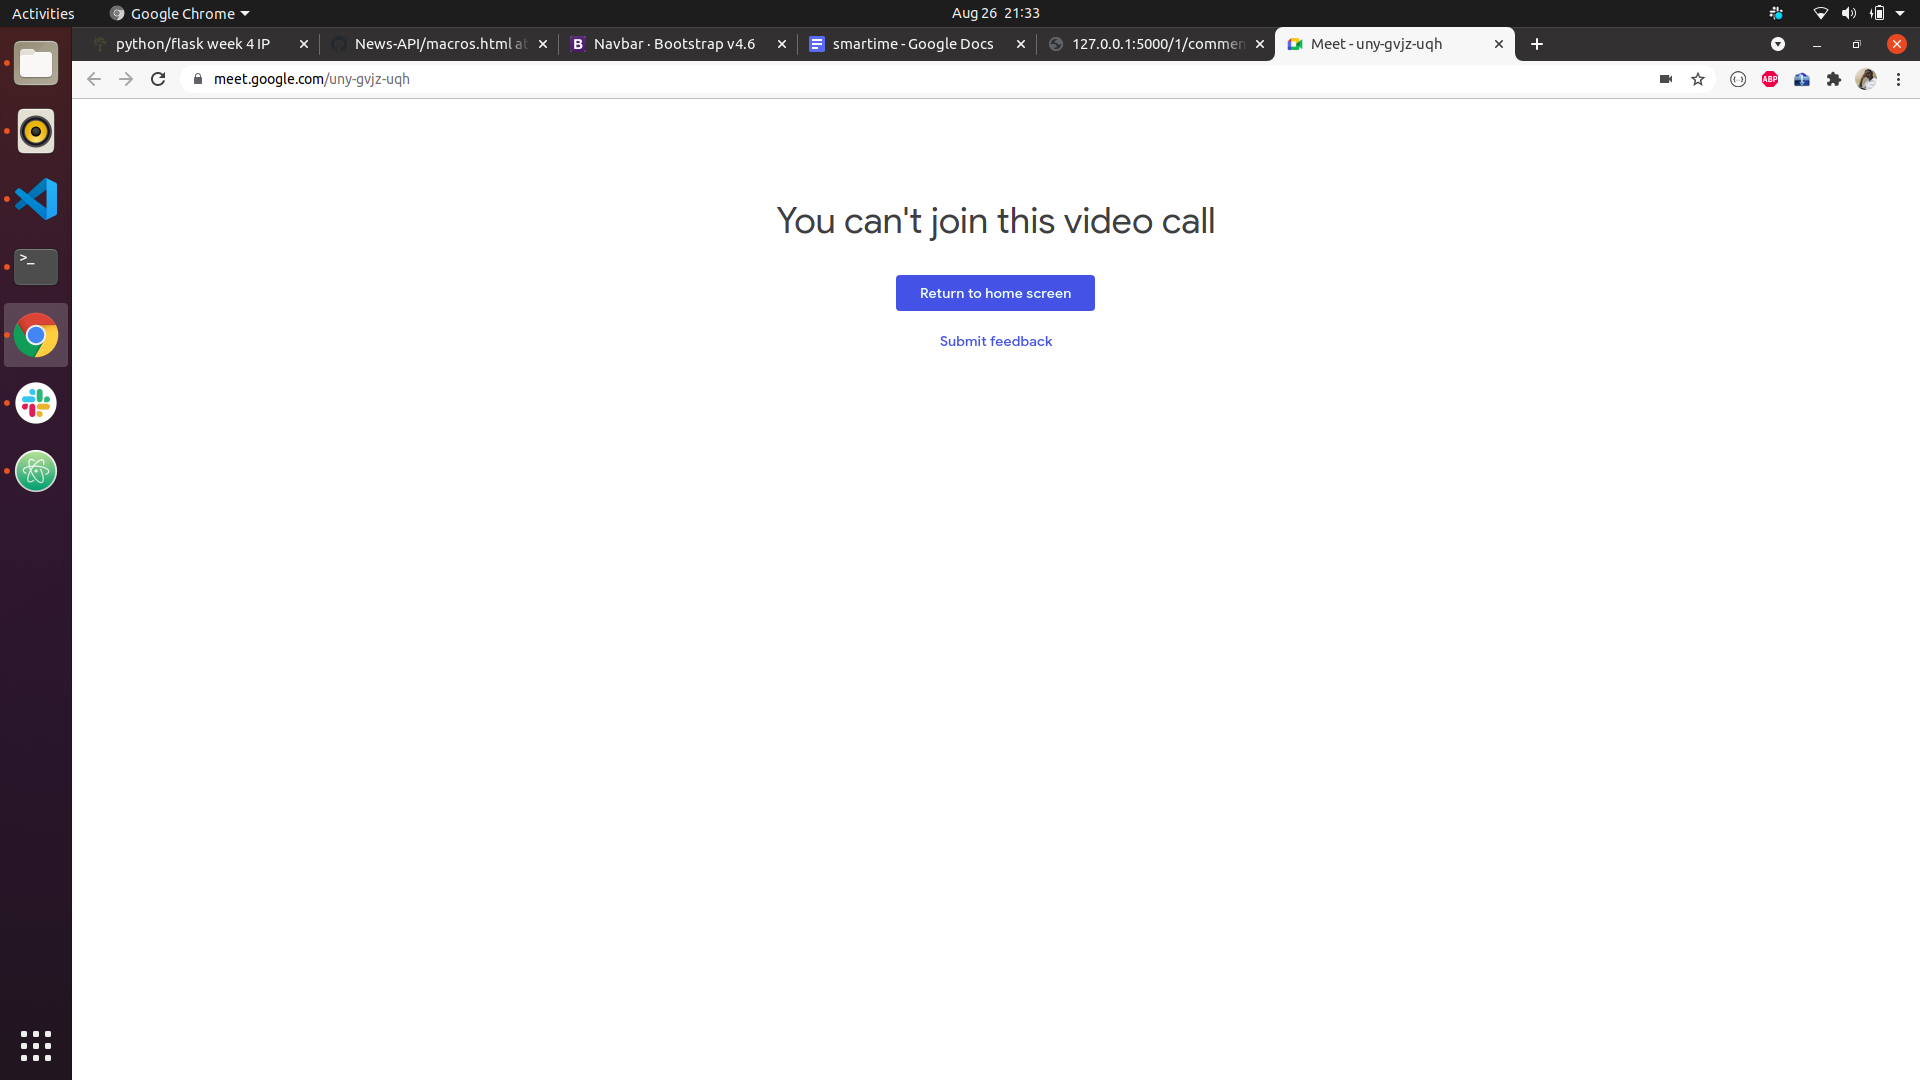 Activities
Google Chrome
Aug 26 21:33
python/flask week 4 IP
News-API/macros.html at
Navbar · Bootstrap v4.6
smartime - Google Docs
127.0.0.1:5000/1/commen
Meet - uny-gvjz-uqh
meet.google.com/uny-gvjz-uqh
ABP
You can't join this video call
Return to home screen
Submit feedback